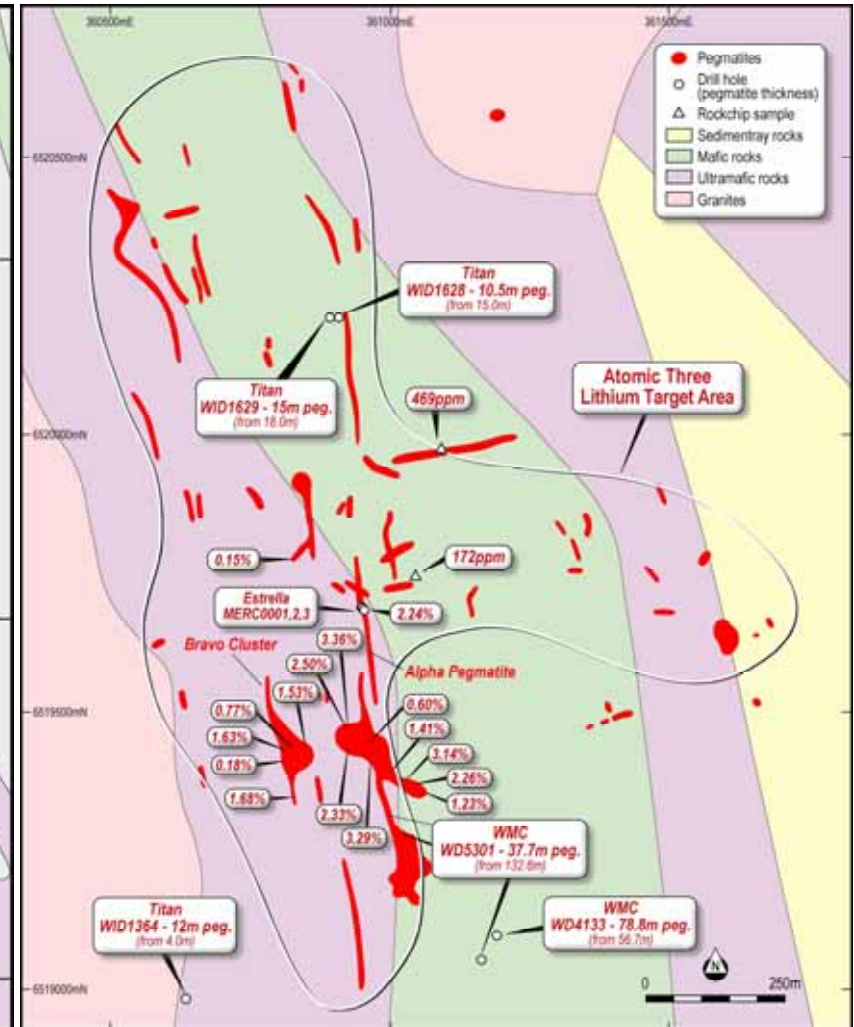 360500mE
361000mE
361500mE
Pegmatites
Drill hole
(pegmatite thickness)
Rockchip sample
Sedimentray rocks
Mafic rocks
Ultramafic rocks
Granites
6520500mN
Titan
WID1628 - 10.5m peg.
(from 15.0m)
Titan
WID1629 - 15m peg.
(from 18.0m)
Atomic Three
Lithium Target Area
469ppm
6520000mN
0.15%
172ppm
Estrella
MERC0001,2,3
2.24%
Bravo Cluster
3.36%
2.50%
Alpha Pegmatite
1.53%
0.60%
6519500mN
0.77%
1.41%
1.63%
3.14%
0.18%
2.26%
1.68%
1.23%
2.33%
3.29%
WMC
WD5301 - 37.7m peg.
(from 132.6m)
Titan
WID1364 - 12m peg.
(from 4.0m)
WMC
WD4133 - 78.8m peg.
(from 56.7m)
N
6519000mN
0
250m